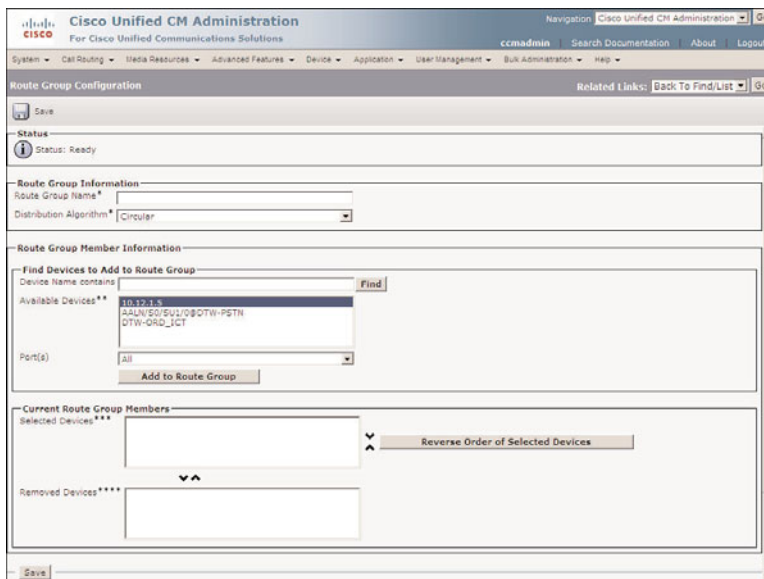 Cisco Unified CM Administration
Navigation Cisco Unified CM Administration
CISCO For Cisco Unified Communications Solutions
ccmadmin Search Documentation About Logout
System Call Routing Media Resources Advanced Features Device Application User Management Bulk Administration Help
Route Group Configuration
Related Links: Back To Find/List
Save
Status
i Status: Ready
Route Group Information
Route Group Name*
Distribution Algorithm* Circular
Route Group Member Information
Find Devices to Add to Route Group
Device Name contains Find
Available Devices** 10.12.1.5
AALN/S0/SU1/0@DTW-PSTN
DTW-ORD_ICT
Port(s) All
Add to Route Group
Current Route Group Members
Selected Devices***
Reverse Order of Selected Devices
Removed Devices****
Save